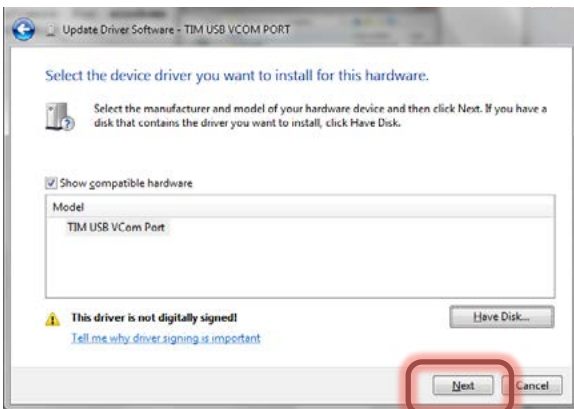 Update Driver Software - TIM USB VCOM PORT
Select the device driver you want to install for this hardware.
Select the manufacturer and model of your hardware device and then click Next. If you have a
disk that contains the driver you want to install, click Have Disk.
Show compatible hardware
Model
TIM USB VCom Port
This driver is not digitally signed!
Have Disk...
Tell me why driver signing is important
Next
Cancel